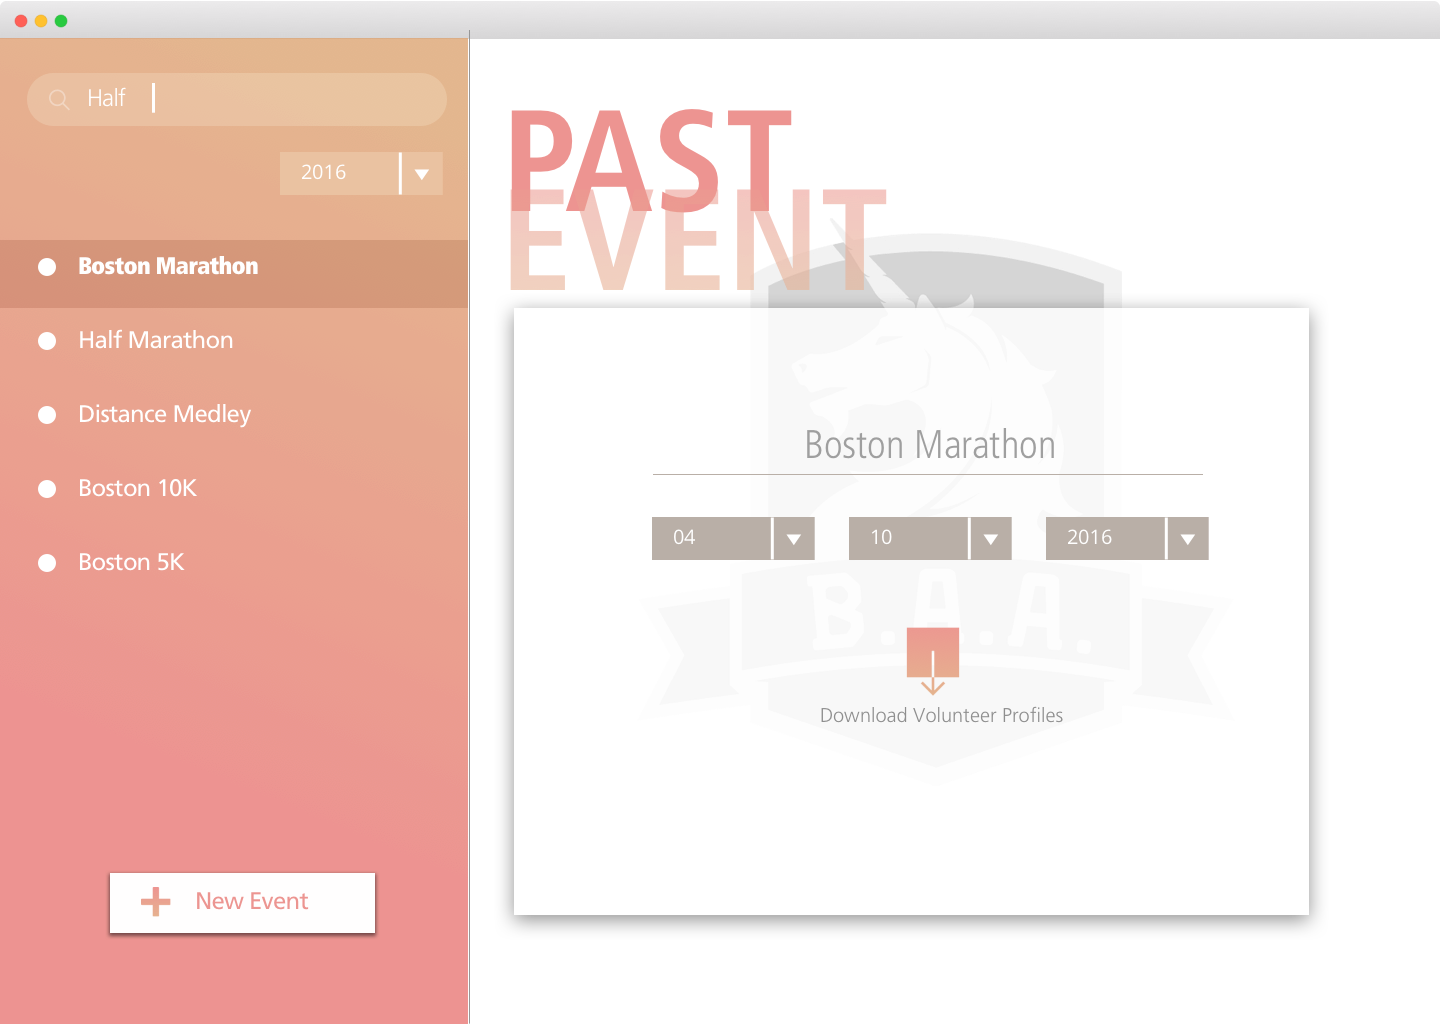 Half
2016
Boston Marathon
Half Marathon
Distance Medley
Boston 10K
Boston 5K
New Event
PAST
EVENT
Boston Marathon
04
10
2016
B.A.A.
Download Volunteer Profiles